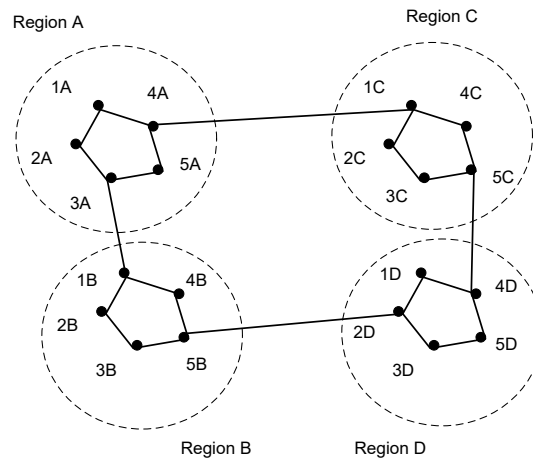 Region A
1A
4A
2A
5A
3A
Region C
1C
4C
2C
5C
3C
1B
4B
2B
3B
5B
Region B
1D
4D
2D
5D
3D
Region D